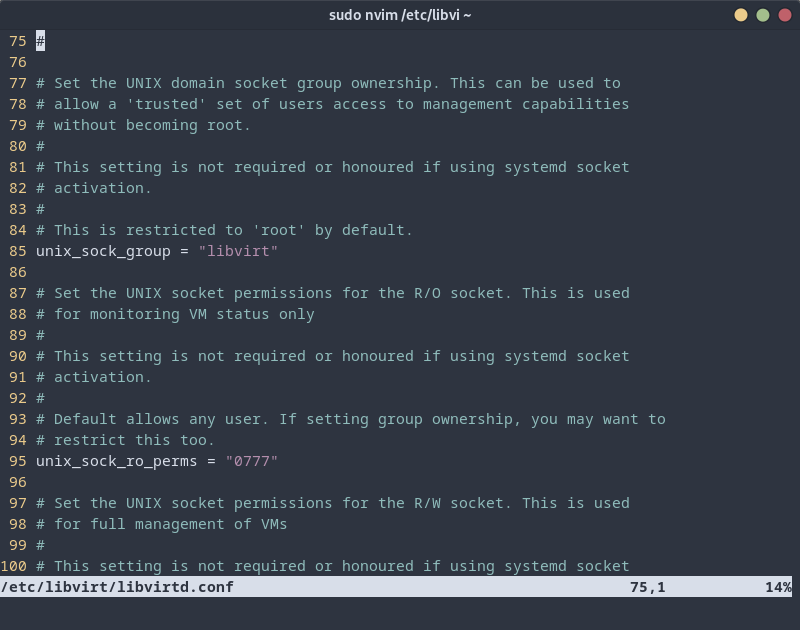 sudo nvim /etc/libvi ~
75 #
76
77 # Set the UNIX domain socket group ownership. This can be used to
78 # allow a 'trusted' set of users access to management capabilities
79 # without becoming root.
80 #
81 # This setting is not required or honoured if using systemd socket
82 # activation.
83 #
84 # This is restricted to 'root' by default.
85 unix_sock_group = "libvirt"
86
87 # Set the UNIX socket permissions for the R/O socket. This is used
88 # for monitoring VM status only
89 #
90 # This setting is not required or honoured if using systemd socket
91 # activation.
92 #
93 # Default allows any user. If setting group ownership, you may want to
94 # restrict this too.
95 unix_sock_ro_perms = "0777"
96
97 # Set the UNIX socket permissions for the R/W socket. This is used
98 # for full management of VMs
99 #
100 # This setting is not required or honoured if using systemd socket
/etc/libvirt/libvirtd.conf 75,1 14%